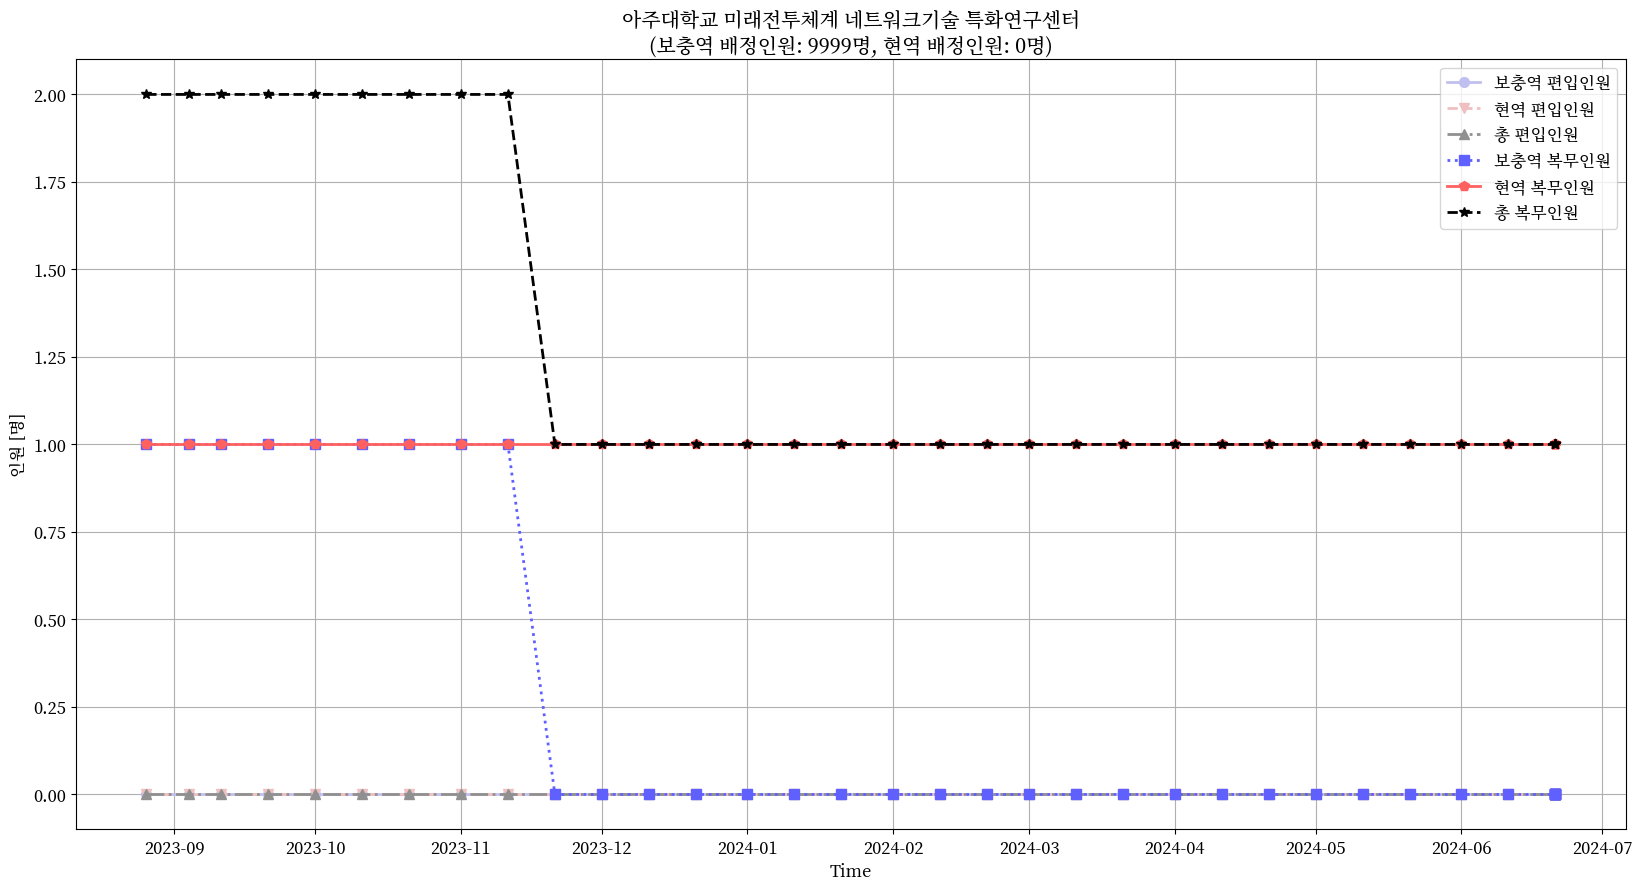 아주대학교 미래전투체계 네트워크기술 특화연구센터
(보충역 배정인원: 9999명, 현역 배정인원: 0명)
보충역 편입인원
현역 편입인원
총 편입인원
보충역 복무인원
현역 복무인원
총 복무인원
인원 [명]
2.00
1.75
1.50
1.25
1.00
0.75
0.50
0.25
0.00
2023-09 2023-10 2023-11 2023-12 2024-01 2024-02 2024-03 2024-04 2024-05 2024-06 2024-07
Time